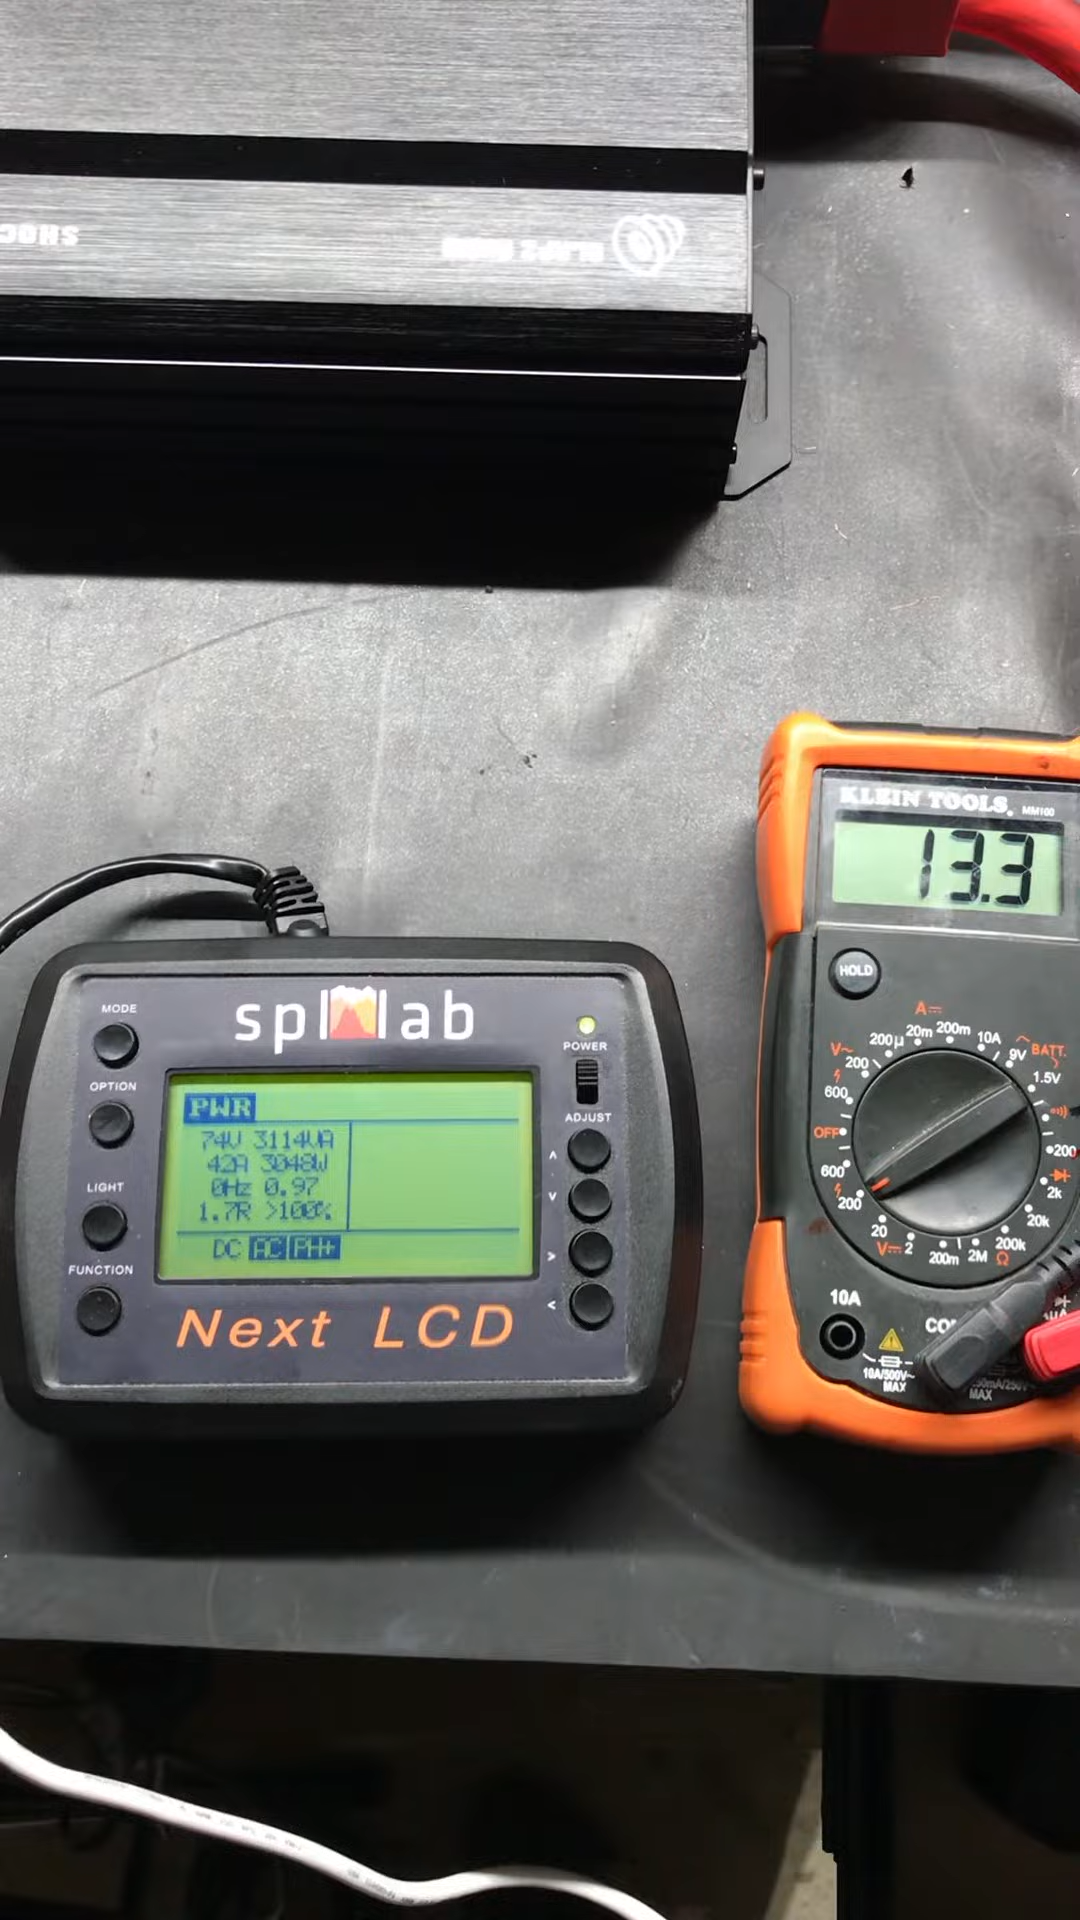 SHOC
KLEIN TOOLS®
MM100
13.3
HOLD
A
200µ 20m 200m 10A
V~ 200 9V BATT.
600 1.5V
OFF 200
600 2k
200 20k
20 V 2 200m 2M 200k Ω
10A
CO
10A/500V~
MAX
MAX
spl lab
MODE
POWER
OPTION
ADJUST
LIGHT
FUNCTION
PWR
74V 3114VA
42A 3048W
0Hz 0.97
1.7R >100%
DC AC PH+
Next LCD